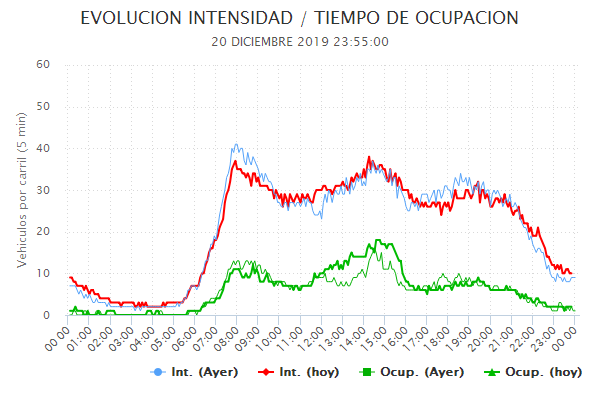 EVOLUCION INTENSIDAD / TIEMPO DE OCUPACION
20 DICIEMBRE 2019 23:55:00
Vehículos por carril (5 min)
60
50
40
30
20
10
0
00:00 01:00 02:00 03:00 04:00 05:00 06:00 07:00 08:00 09:00 10:00 11:00 12:00 13:00 14:00 15:00 16:00 17:00 18:00 19:00 20:00 21:00 22:00 23:00 00:00
Int. (Ayer) Int. (hoy) Ocup. (Ayer) Ocup. (hoy)